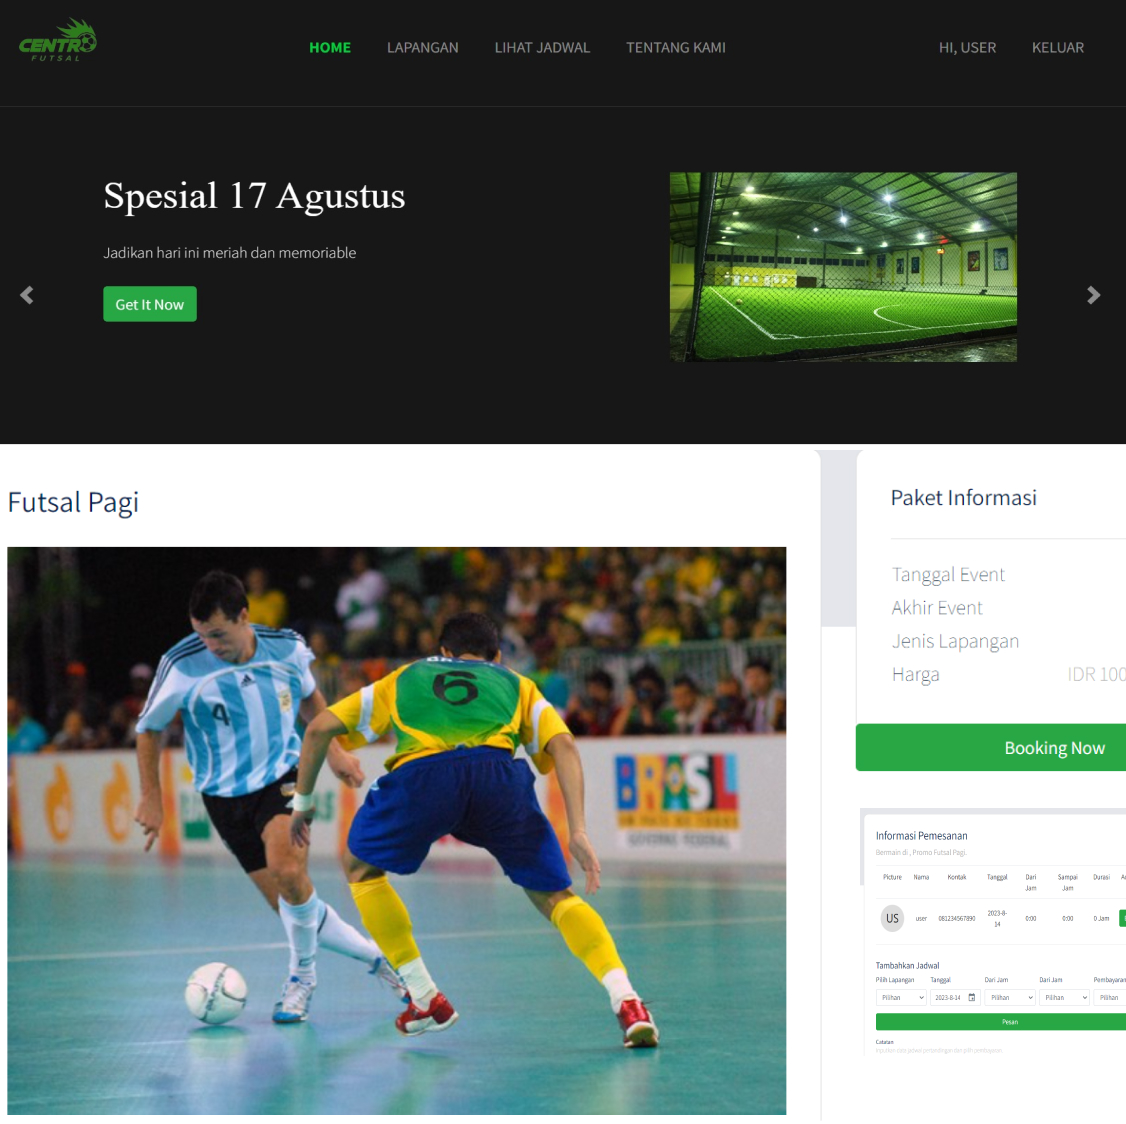 CENTRO
FUTSAL
HOME
LAPANGAN
LIHAT JADWAL
TENTANG KAMI
HI, USER
KELUAR
Spesial 17 Agustus
Jadikan hari ini meriah dan memoriable
Get It Now
Futsal Pagi
4
6
BRASIL
Paket Informasi
Tanggal Event
Akhir Event
Jenis Lapangan
Harga IDR 100
Booking Now
Informasi Pemesanan
Bermain di , Promo Futsal Pagi.
Picture Nama Kontak Tanggal Dari Jam Sampai Jam Durasi
US user 081234567890 2023-8-14 0:00 0:00 0 Jam
Tambahkan Jadwal
Pilih Lapangan Tanggal Dari Jam Dari Jam Pembayaran
Pilihan 2023-8-14 Pilihan Pilihan Pilihan
Pesan
Catatan